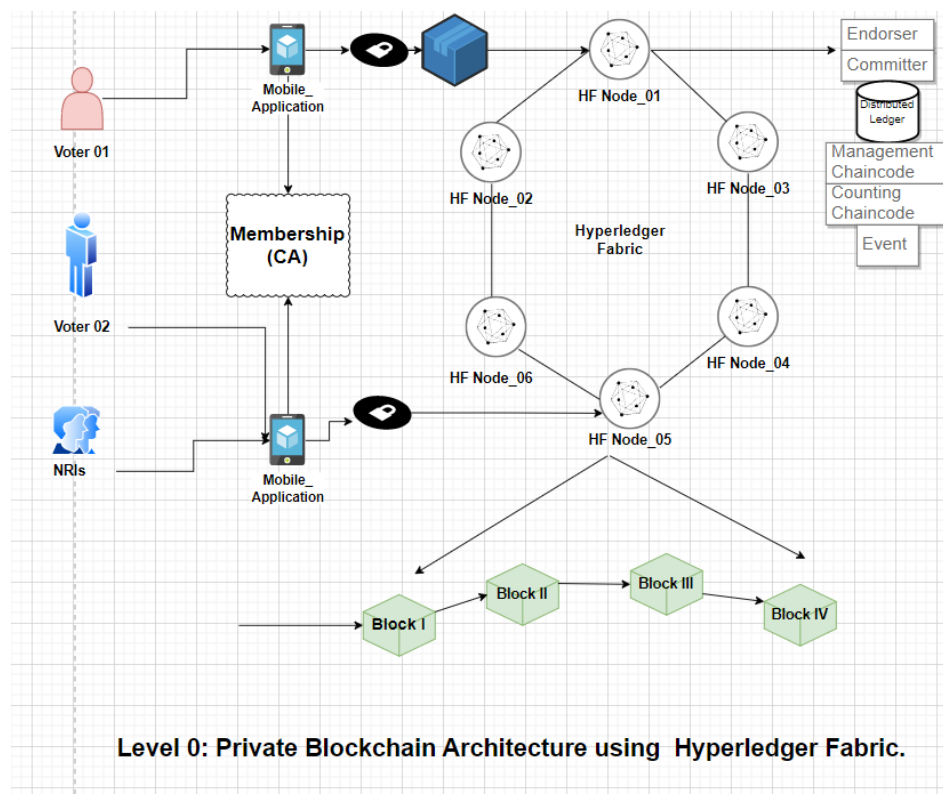 Endorser
Committer
Mobile_
Application
HF Node_01
Distributed
Ledger
Voter 01
Management
Chaincode
HF Node_02
HF Node_03
Counting
Chaincode
Membership
(CA)
Hyperledger
Fabric
Event
Voter 02
HF Node_06
HF Node_04
HF Node_05
NRIs
Mobile_
Application
Block I
Block II
Block III
Block IV
Level 0: Private Blockchain Architecture using  Hyperledger Fabric.